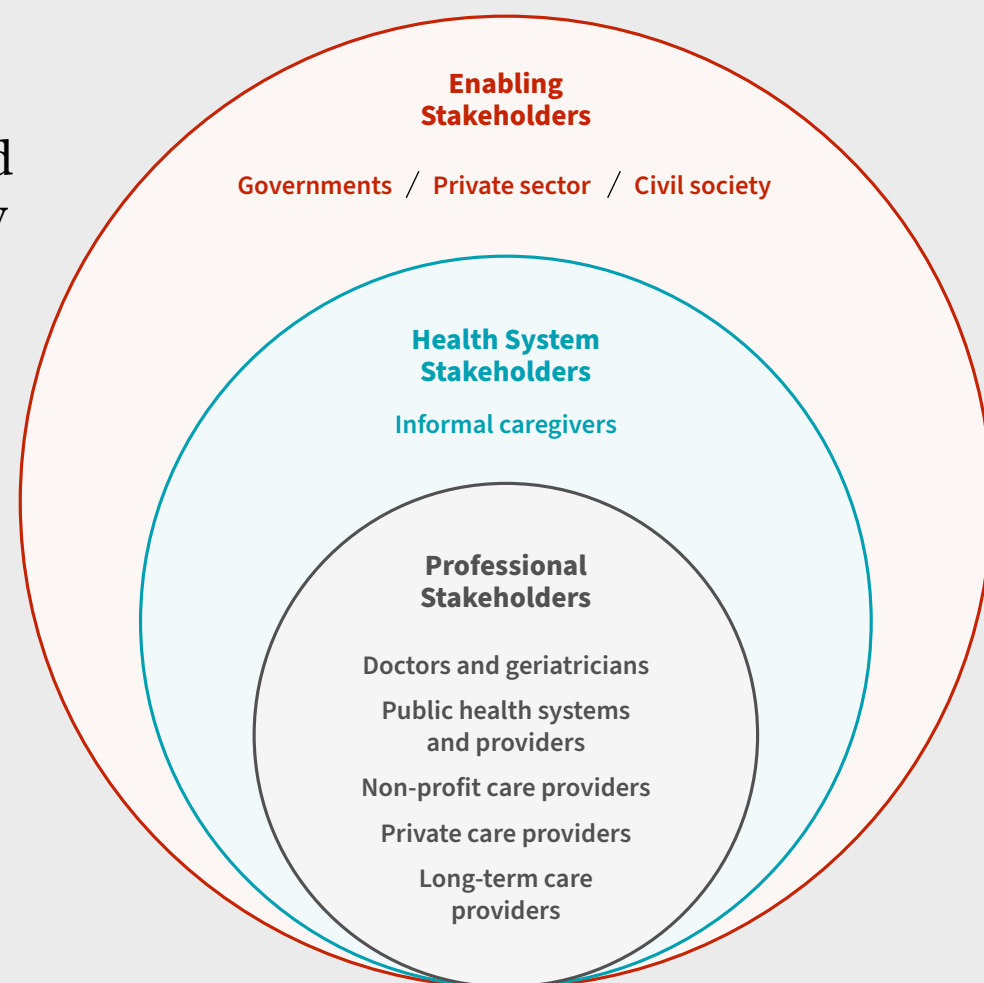 Enabling
Stakeholders
Governments / Private sector / Civil society
Health System
Stakeholders
Informal caregivers
Professional
Stakeholders
Doctors and geriatricians
Public health systems
and providers
Non-profit care providers
Private care providers
Long-term care
providers